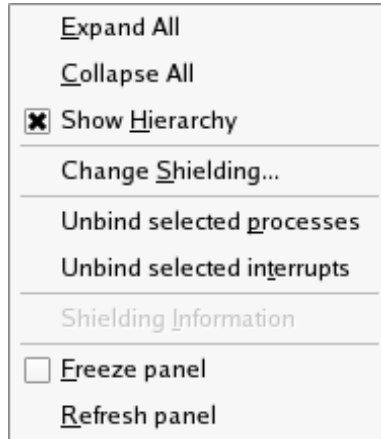 Expand All
Collapse All
Show Hierarchy
Change Shielding...
Unbind selected processes
Unbind selected interrupts
Shielding Information
Freeze panel
Refresh panel